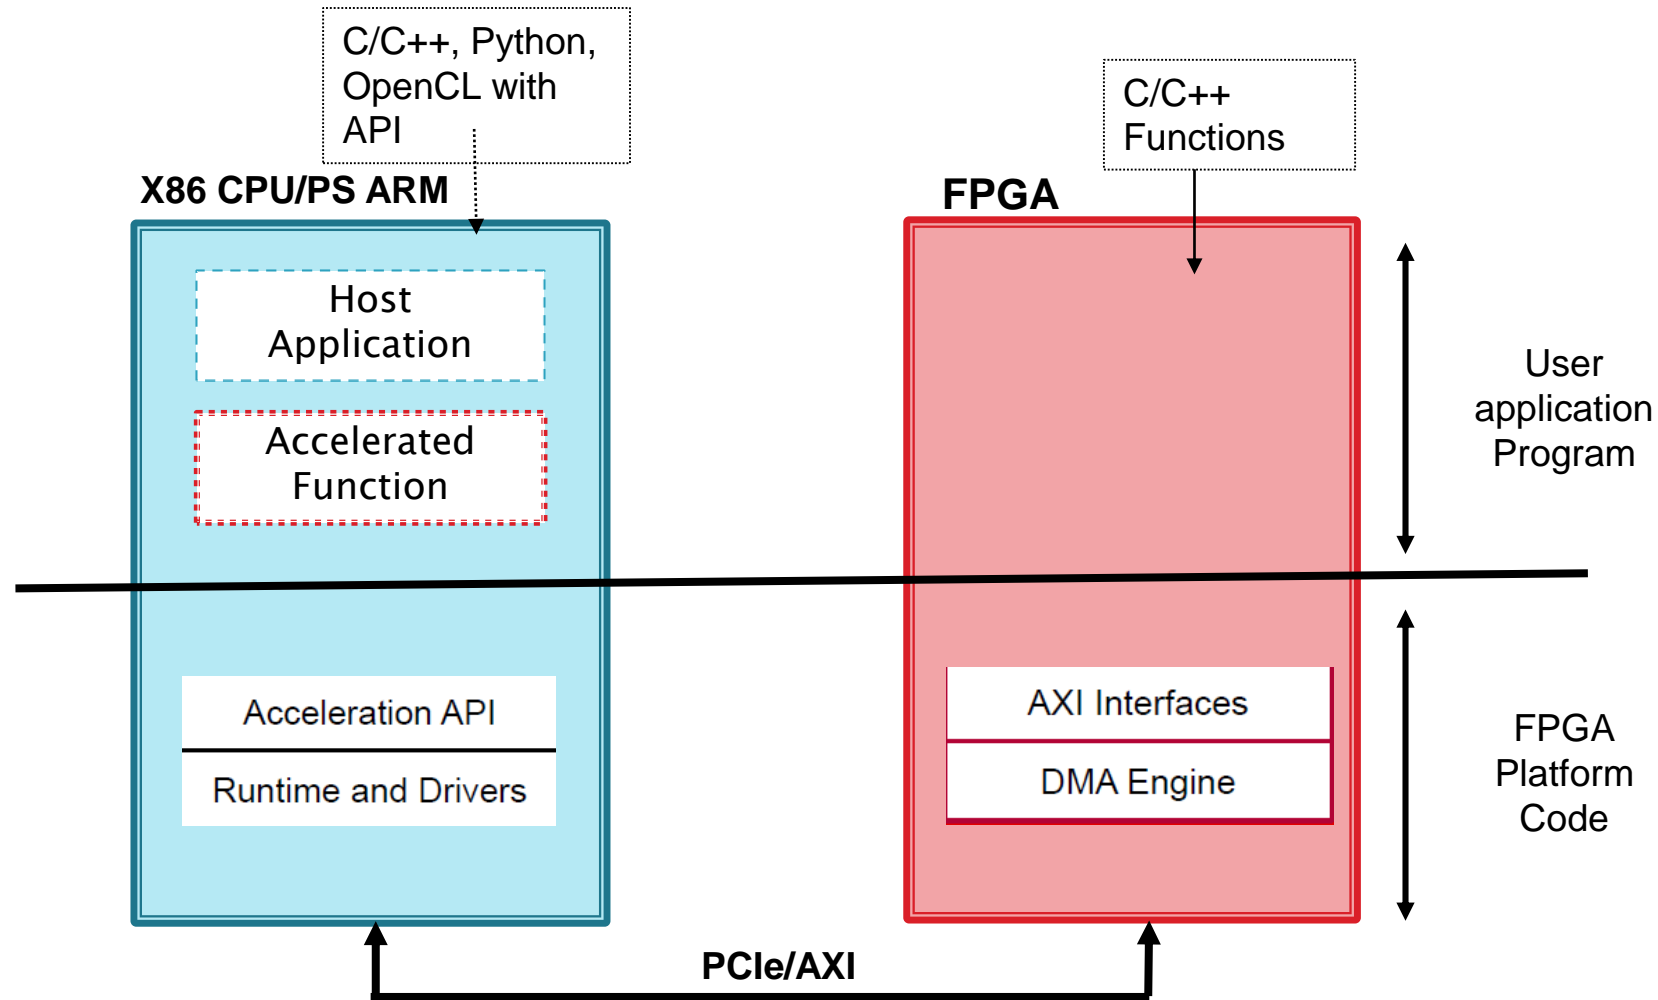 C/C++, Python,
OpenCL with
API
C/C++
Functions
X86 CPU/PS ARM
FPGA
Host
Application
Accelerated
Function
User
application
Program
Acceleration API
Runtime and Drivers
AXI Interfaces
DMA Engine
FPGA
Platform
Code
PCIe/AXI